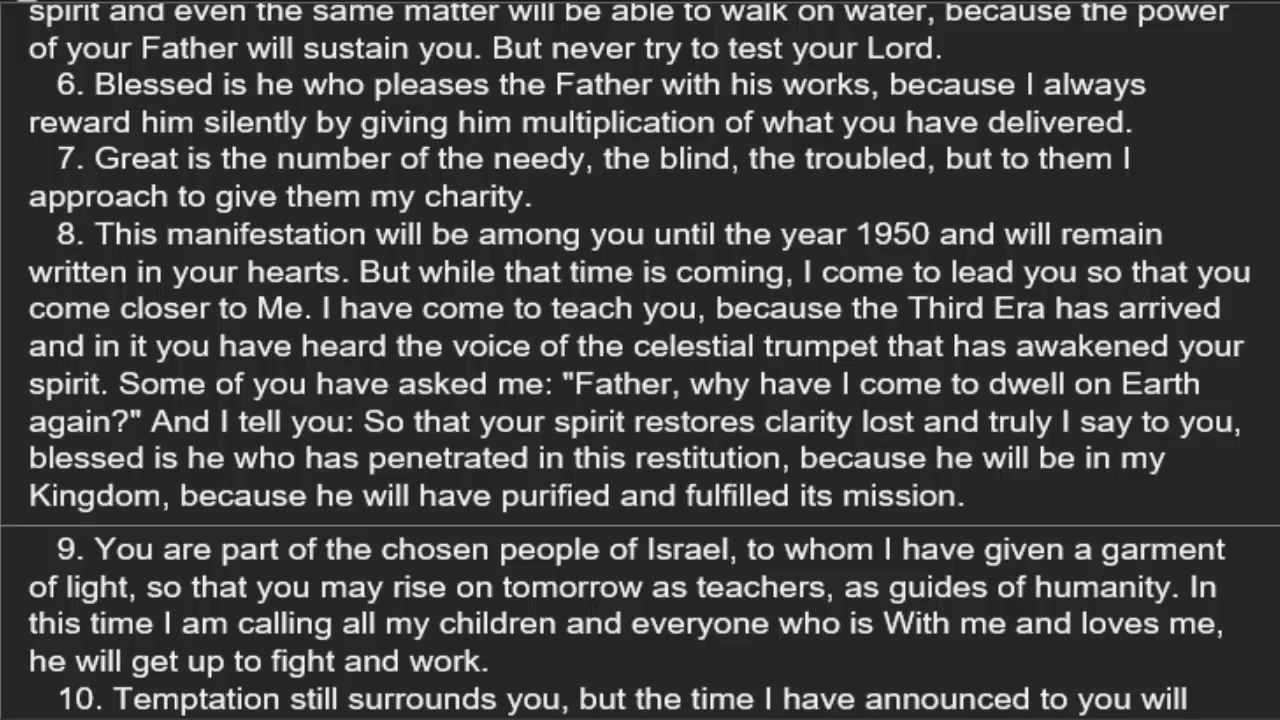 spirit and even the same matter will be able to walk on water, because the power
of your Father will sustain you. But never try to test your Lord.
6. Blessed is he who pleases the Father with his works, because I always
reward him silently by giving him multiplication of what you have delivered.
7. Great is the number of the needy, the blind, the troubled, but to them I
approach to give them my charity.
8. This manifestation will be among you until the year 1950 and will remain
written in your hearts. But while that time is coming, I come to lead you so that you
come closer to Me. I have come to teach you, because the Third Era has arrived
and in it you have heard the voice of the celestial trumpet that has awakened your
spirit. Some of you have asked me: "Father, why have I come to dwell on Earth
again?" And I tell you: So that your spirit restores clarity lost and truly I say to you,
blessed is he who has penetrated in this restitution, because he will be in my
Kingdom, because he will have purified and fulfilled its mission.
9. You are part of the chosen people of Israel, to whom I have given a garment
of light, so that you may rise on tomorrow as teachers, as guides of humanity. In
this time I am calling all my children and everyone who is With me and loves me,
he will get up to fight and work.
10. Temptation still surrounds you, but the time I have announced to you will